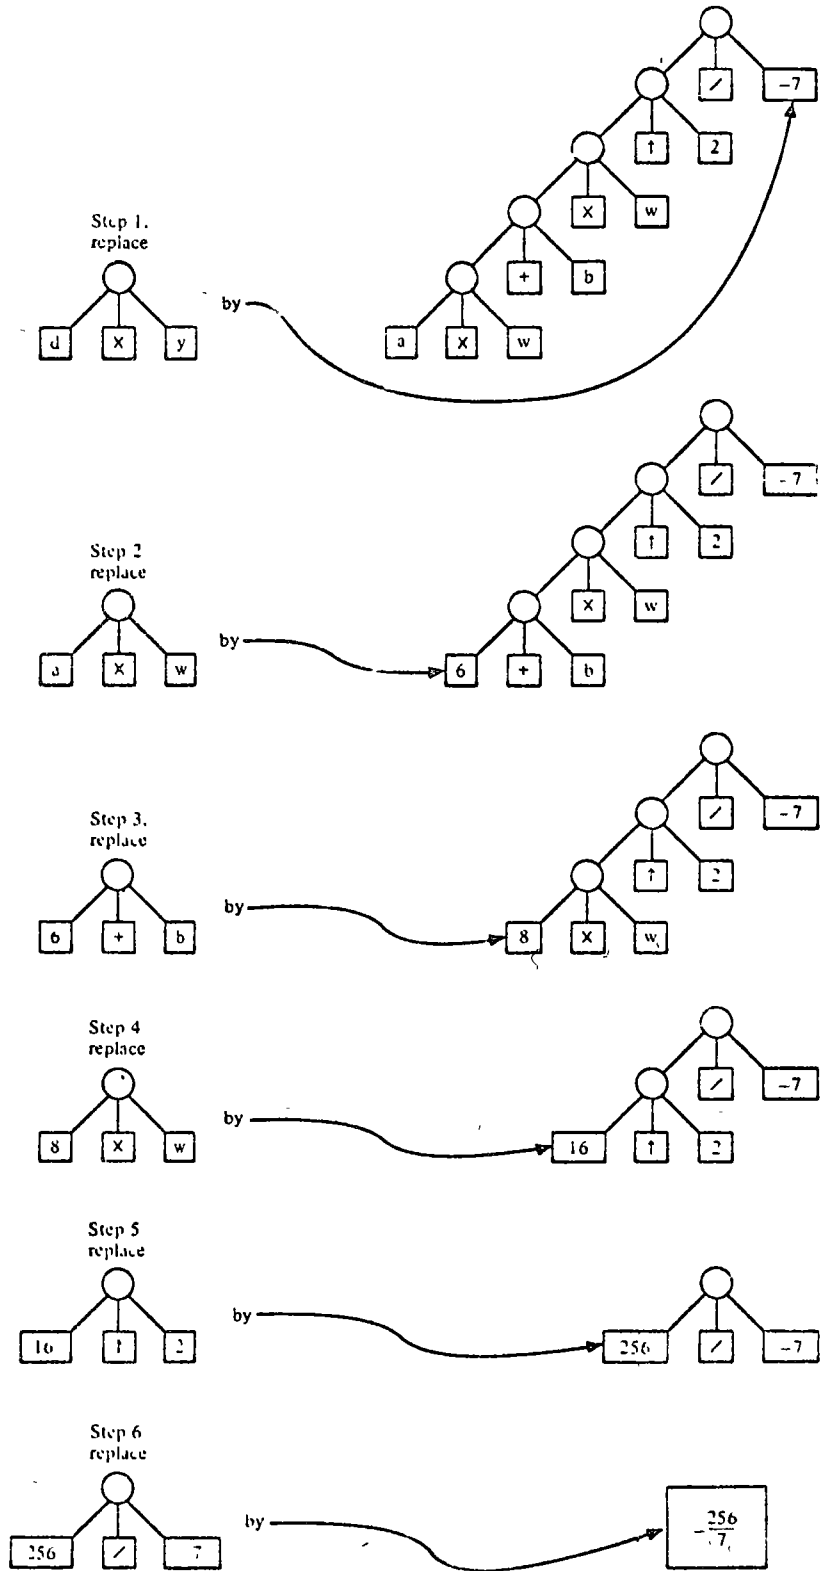 / -7
↑ 2
X w
Step 1.
replace
+ b
by
d X y
a X w
/ -7
↑ 2
Step 2
replace
X w
by
a X w
6 + b
/ -7
Step 3.
replace
↑ 2
by
6 + b
8 X w
Step 4
replace
/ -7
by
8 X w
16 ↑ 2
Step 5
replace
by
16 ↑ 2
256 / -7
Step 6
replace
by
- 256
7
256 / 7